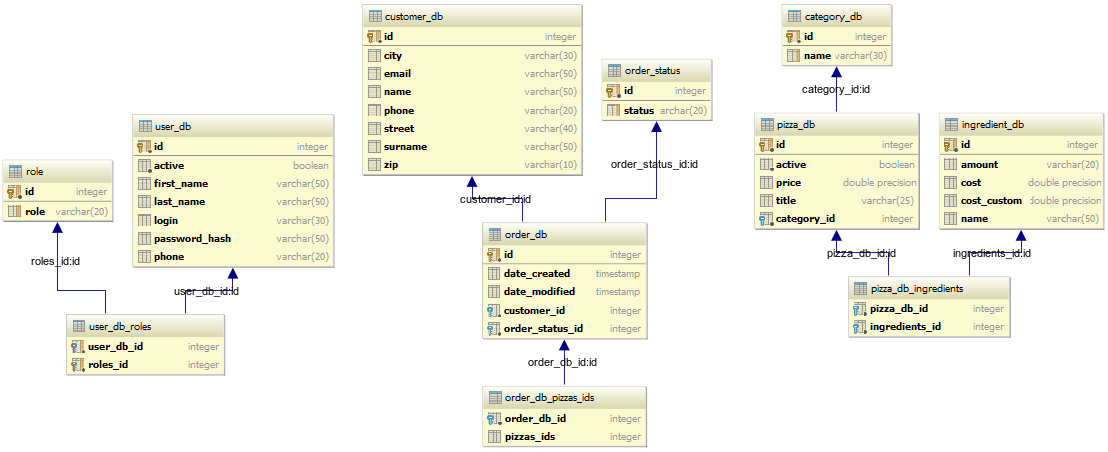 role
id integer
role varchar(20)
roles_id:id
user_db
id integer
active boolean
first_name varchar(50)
last_name varchar(50)
login varchar(30)
password_hash varchar(50)
phone varchar(20)
user_db_id:id
user_db_roles
user_db_id integer
roles_id integer
customer_db
id integer
city varchar(30)
email varchar(50)
name varchar(50)
phone varchar(20)
street varchar(40)
surname varchar(50)
zip varchar(10)
customer_id:id
order_status
id integer
status archar(20)
order_status_id:id
order_db
id integer
date_created timestamp
date_modified timestamp
customer_id integer
order_status_id integer
order_db_id:id
order_db_pizzas_ids
order_db_id integer
pizzas_ids integer
category_db
id integer
name varchar(30)
category_id:id
pizza_db
id integer
active boolean
price double precision
title varchar(25)
category_id integer
pizza_db_id:id
ingredient_db
id integer
amount varchar(20)
cost double precision
cost_custom double precision
name varchar(50)
ingredients_id:id
pizza_db_ingredients
pizza_db_id integer
ingredients_id integer